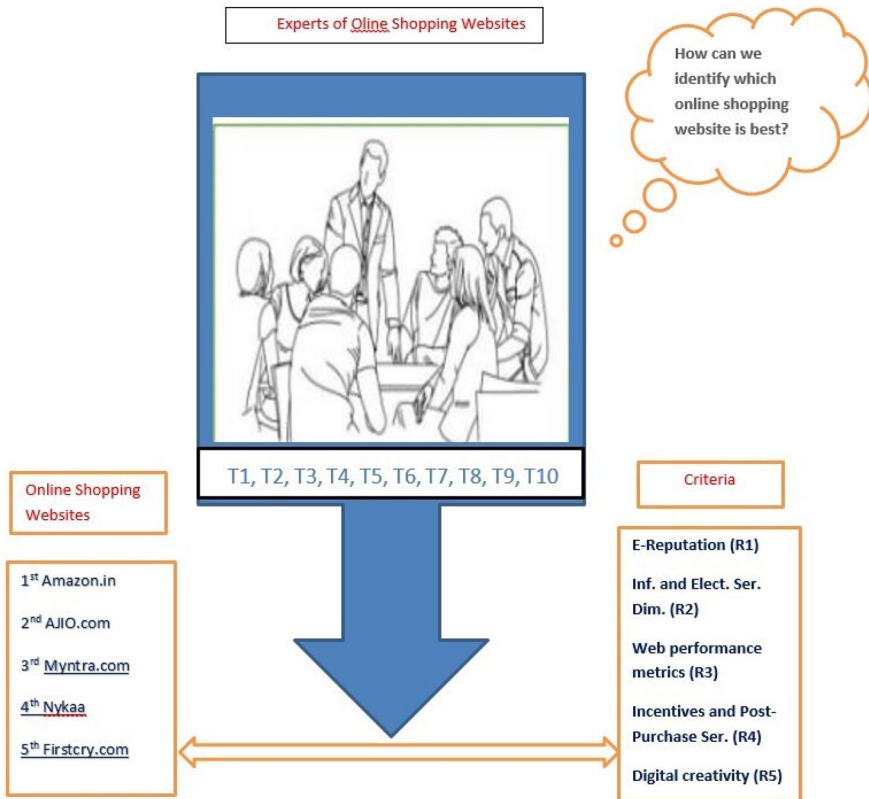 Experts of Oline Shopping Websites
How can we
identify which
online shopping
website is best?
T1, T2, T3, T4, T5, T6, T7, T8, T9, T10
Online Shopping
Websites
1st Amazon.in
2nd AJIO.com
3rd Myntra.com
4th Nykaa
5th Firstcry.com
Criteria
E-Reputation (R1)
Inf. and Elect. Ser.
Dim. (R2)
Web performance
metrics (R3)
Incentives and Post-
Purchase Ser. (R4)
Digital creativity (R5)